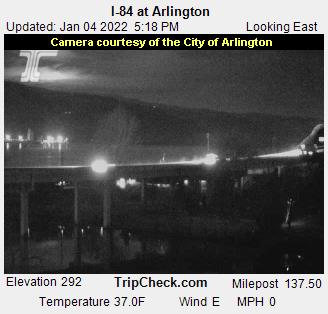 I-84 at Arlington
Updated: Jan 04 2022 5:18 PM Looking East
Camera courtesy of the City of Arlington
Elevation 292 TripCheck.com Milepost 137.50
Temperature 37.0F Wind E MPH 0